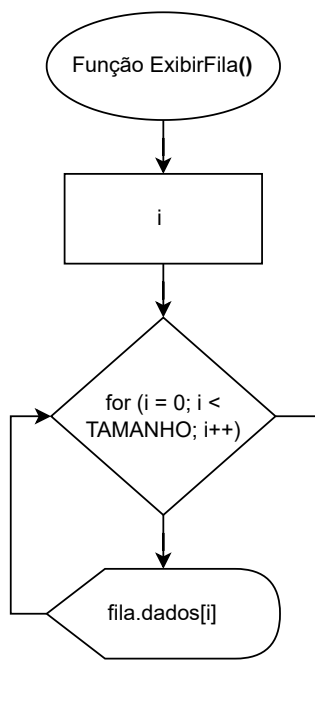 Função ExibirFila()
i
for (i = 0; i <
TAMANHO; i++)
fila.dados[i]